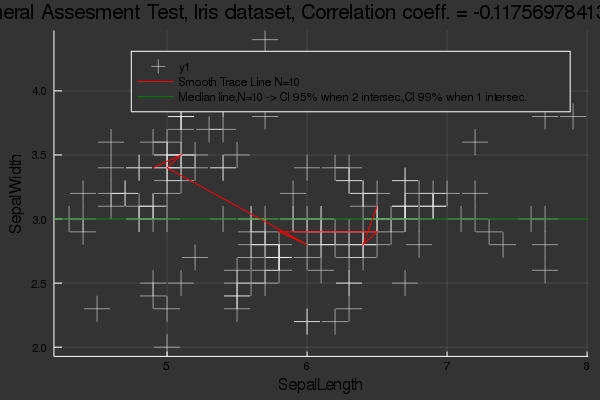 neral Assesment Test, Iris dataset, Correlation coeff. = -0.1175697841
y1
Smooth Trace Line N=10
Median line,N=10 -> CI 95% when 2 intersec.,CI 99% when 1 intersec.
4.0
3.5
3.0
2.5
2.0
SepalWidth
5 6 7 8
SepalLength